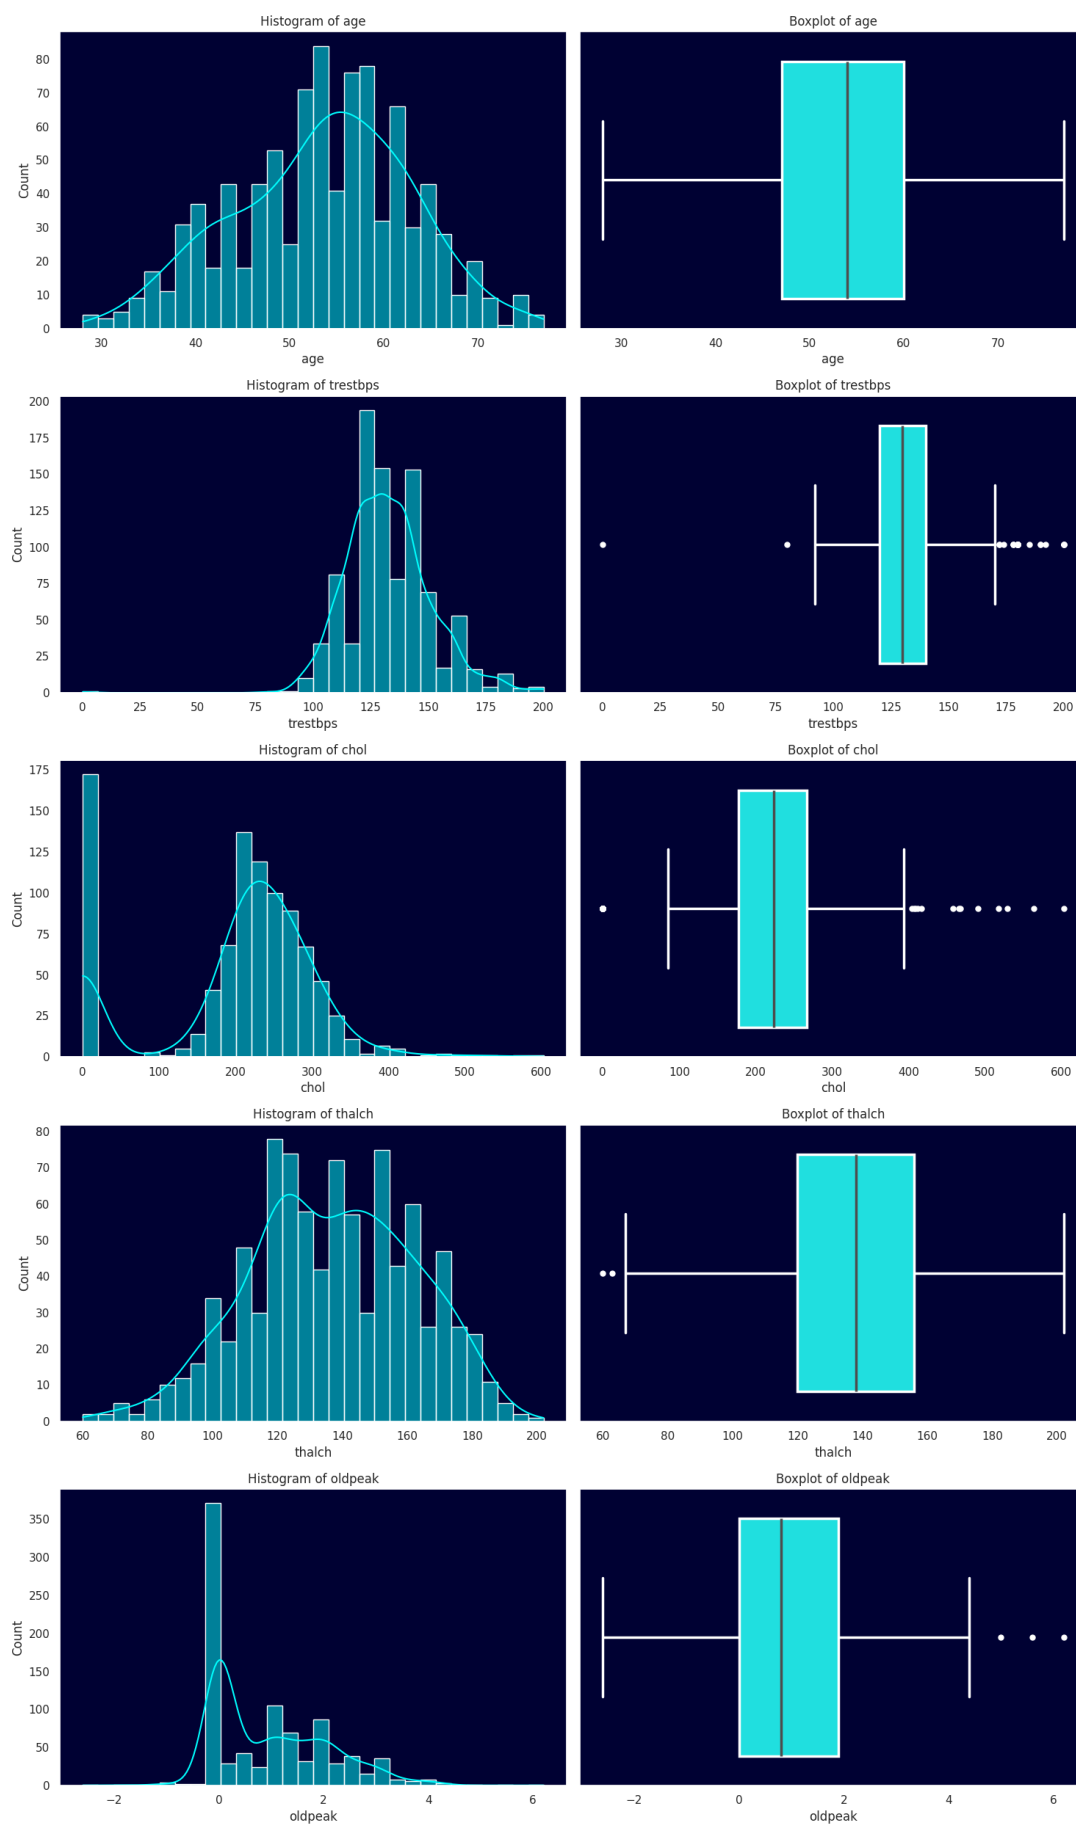 Histogram of age
Boxplot of age
80
70
60
50
40
30
20
10
0
Count
30 40 50 60 70
age
30 40 50 60 70
age
Histogram of trestbps
Boxplot of trestbps
200
175
150
125
100
75
50
25
0
Count
0 25 50 75 100 125 150 175 200
trestbps
0 25 50 75 100 125 150 175 200
trestbps
Histogram of chol
Boxplot of chol
175
150
125
100
75
50
25
0
Count
0 100 200 300 400 500 600
chol
0 100 200 300 400 500 600
chol
Histogram of thalch
Boxplot of thalch
80
70
60
50
40
30
20
10
0
Count
60 80 100 120 140 160 180 200
thalch
60 80 100 120 140 160 180 200
thalch
Histogram of oldpeak
Boxplot of oldpeak
350
300
250
200
150
100
50
0
Count
−2 0 2 4 6
oldpeak
−2 0 2 4 6
oldpeak